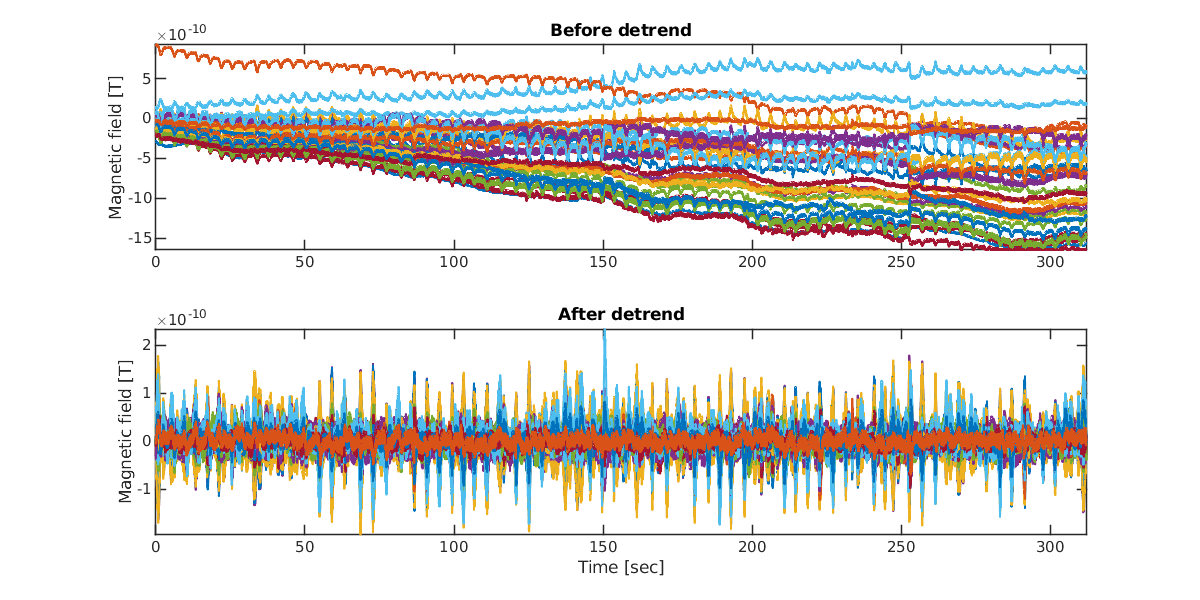 Before detrend
×10-10
Magnetic field [T]
5
0
-5
-10
-15
0 50 100 150 200 250 300
After detrend
×10-10
Magnetic field [T]
2
1
0
-1
0 50 100 150 200 250 300
Time [sec]